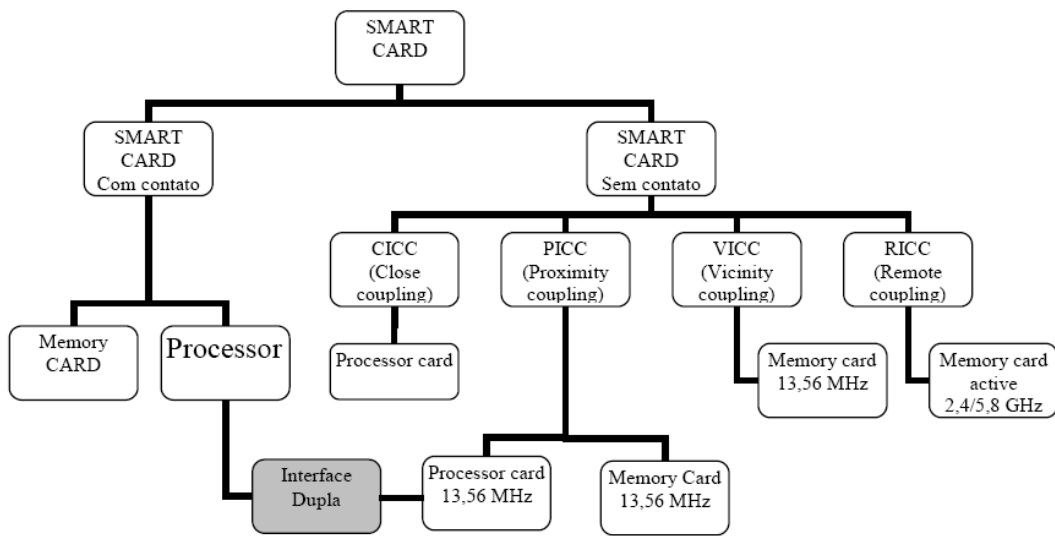 SMART
CARD
SMART
CARD
Com contato
SMART
CARD
Sem contato
CICC
(Close
coupling)
PICC
(Proximity
coupling)
VICC
(Vicinity
coupling)
RICC
(Remote
coupling)
Memory
CARD
Processor
Processor card
Memory card
13,56 MHz
Memory card
active
2,4/5,8 GHz
Interface
Dupla
Processor card
13,56 MHz
Memory Card
13,56 MHz